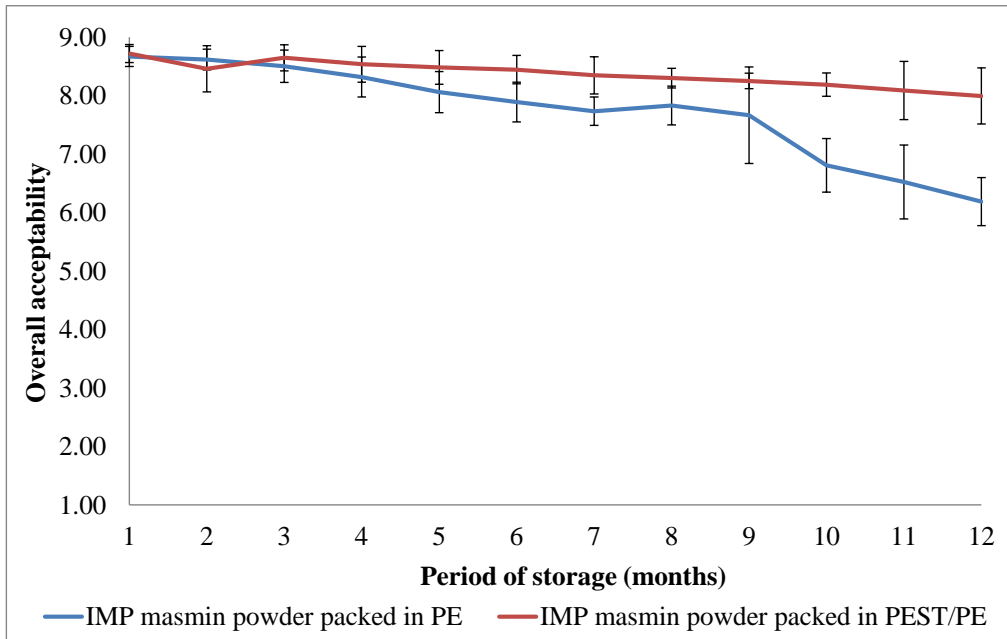 9.00
8.00
7.00
6.00
5.00
4.00
3.00
2.00
1.00
Overall acceptability
1 2 3 4 5 6 7 8 9 10 11 12
Period of storage (months)
IMP masmin powder packed in PE IMP masmin powder packed in PEST/PE